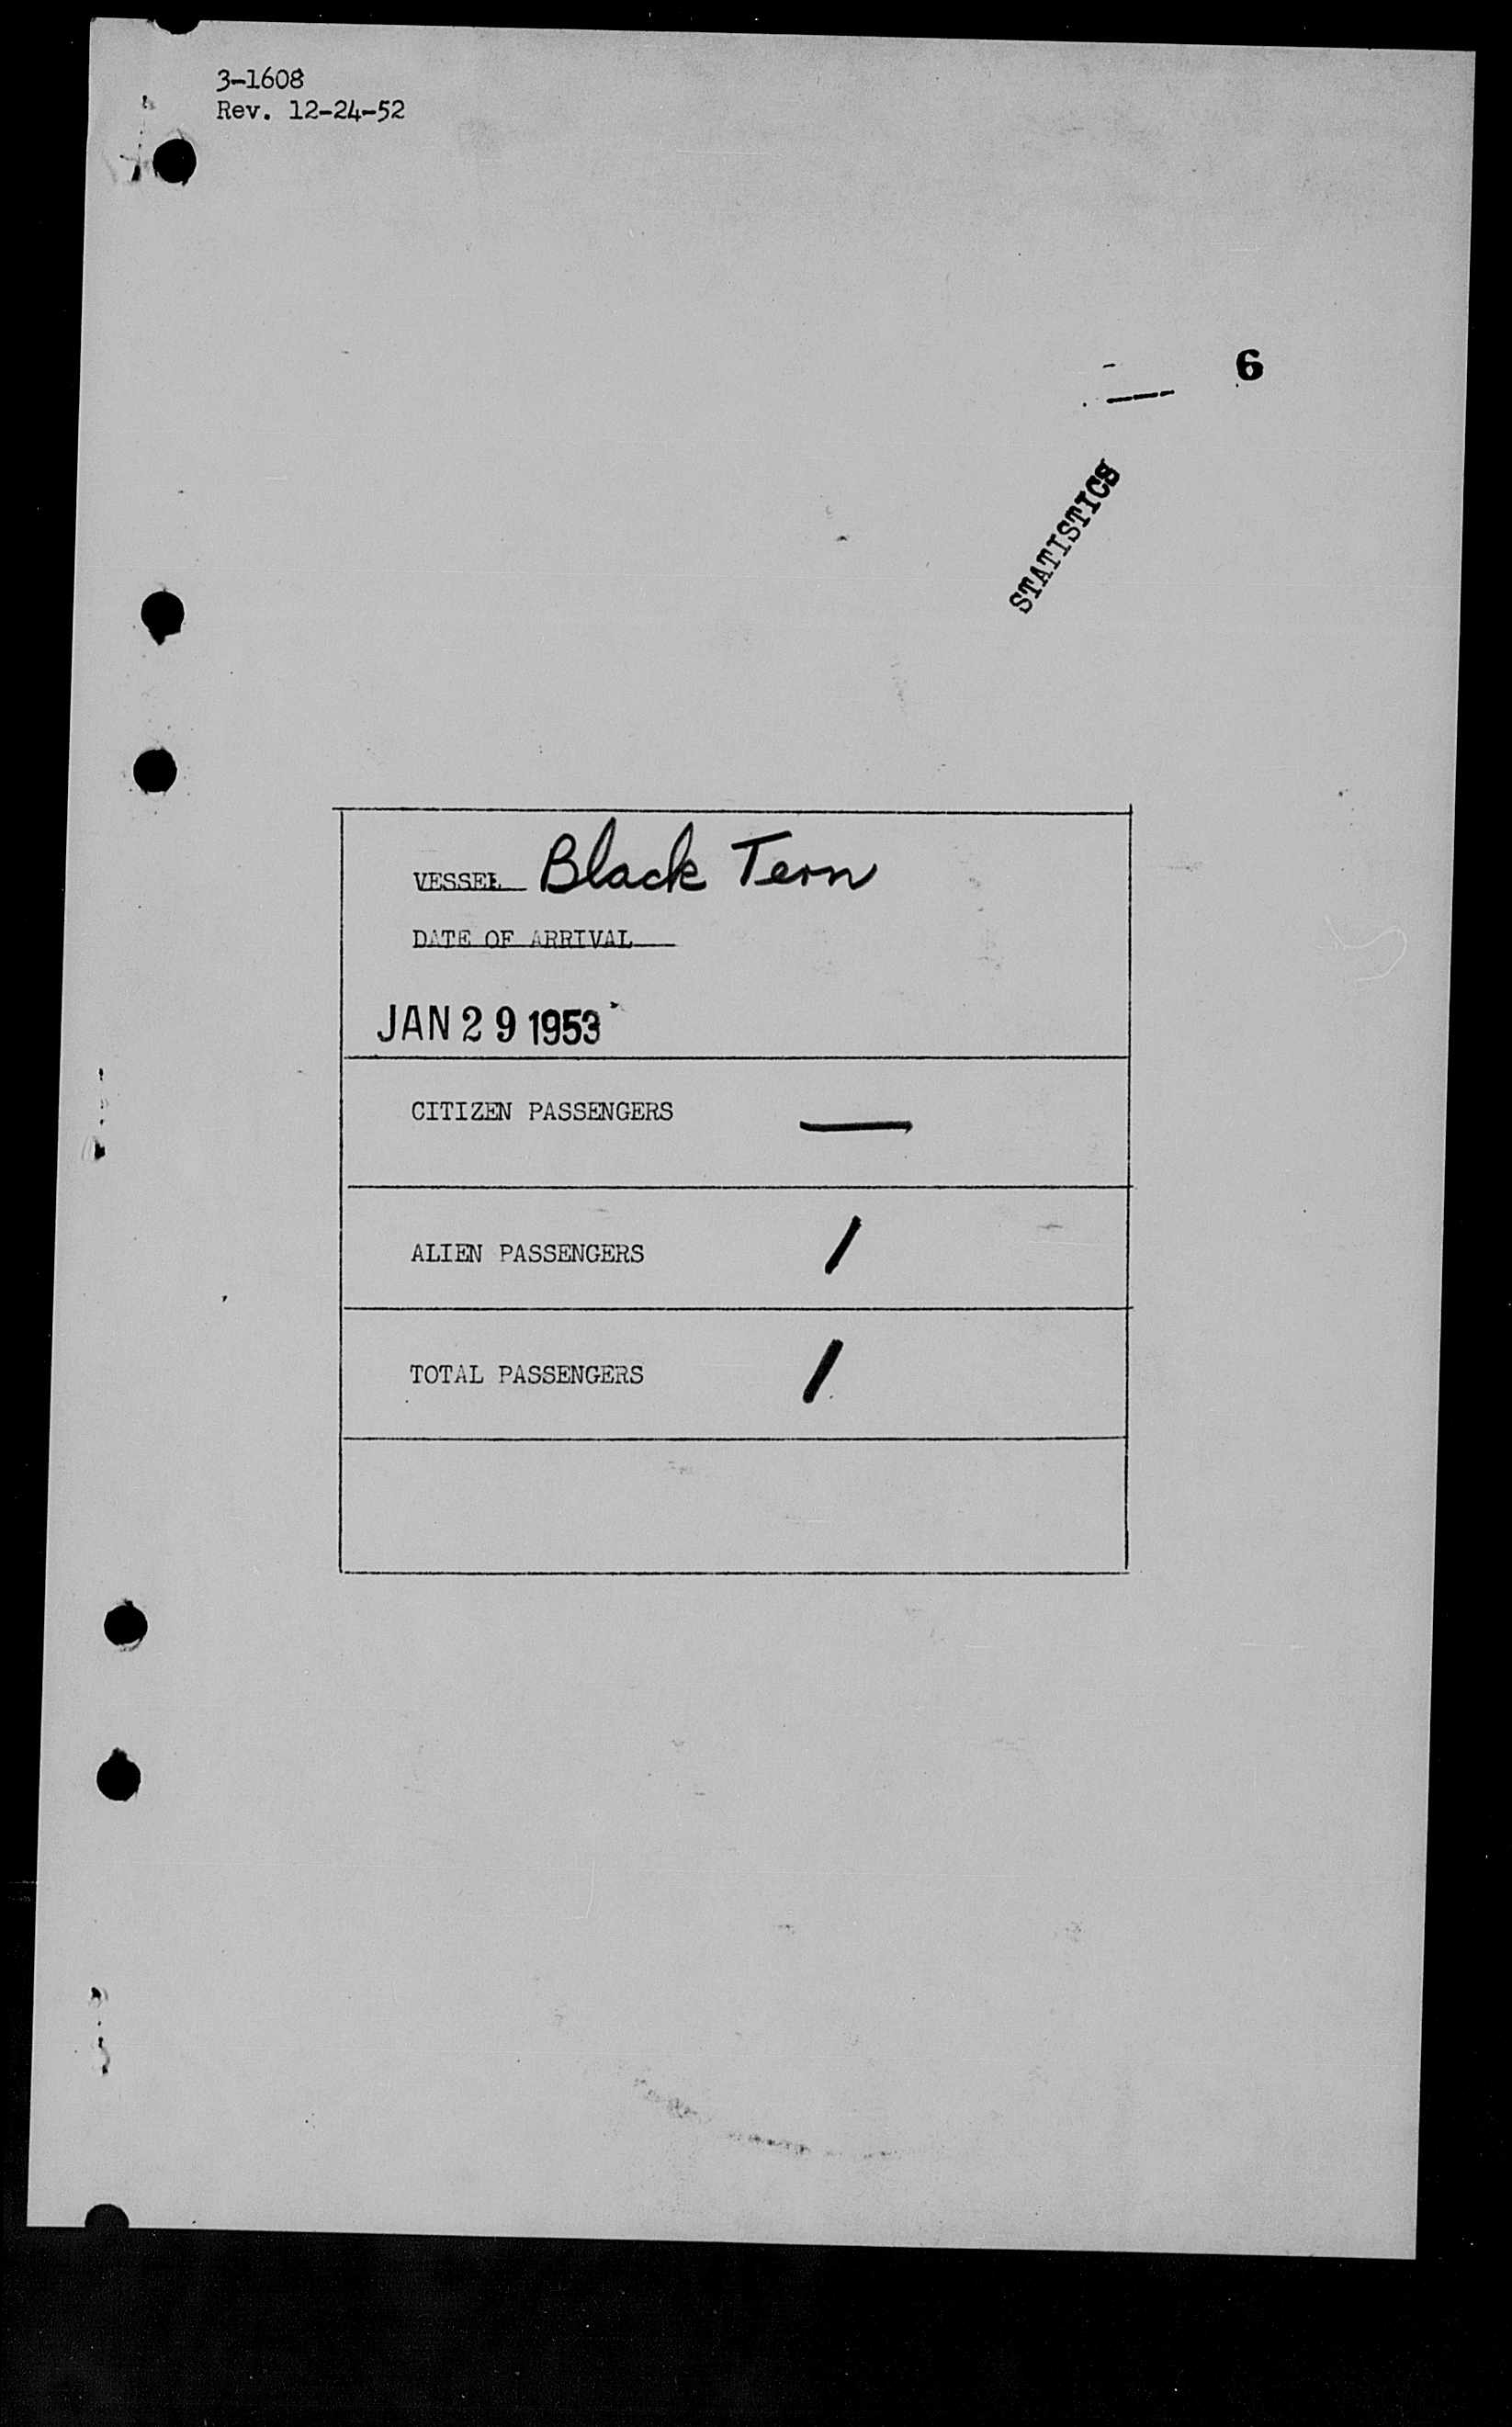 3-1608
Rev. 12-24-52
6
STATISTICS
VESSEL Black Tern
DATE OF ARRIVAL
JAN 29 1953
CITIZEN PASSENGERS —
ALIEN PASSENGERS 1
TOTAL PASSENGERS 1